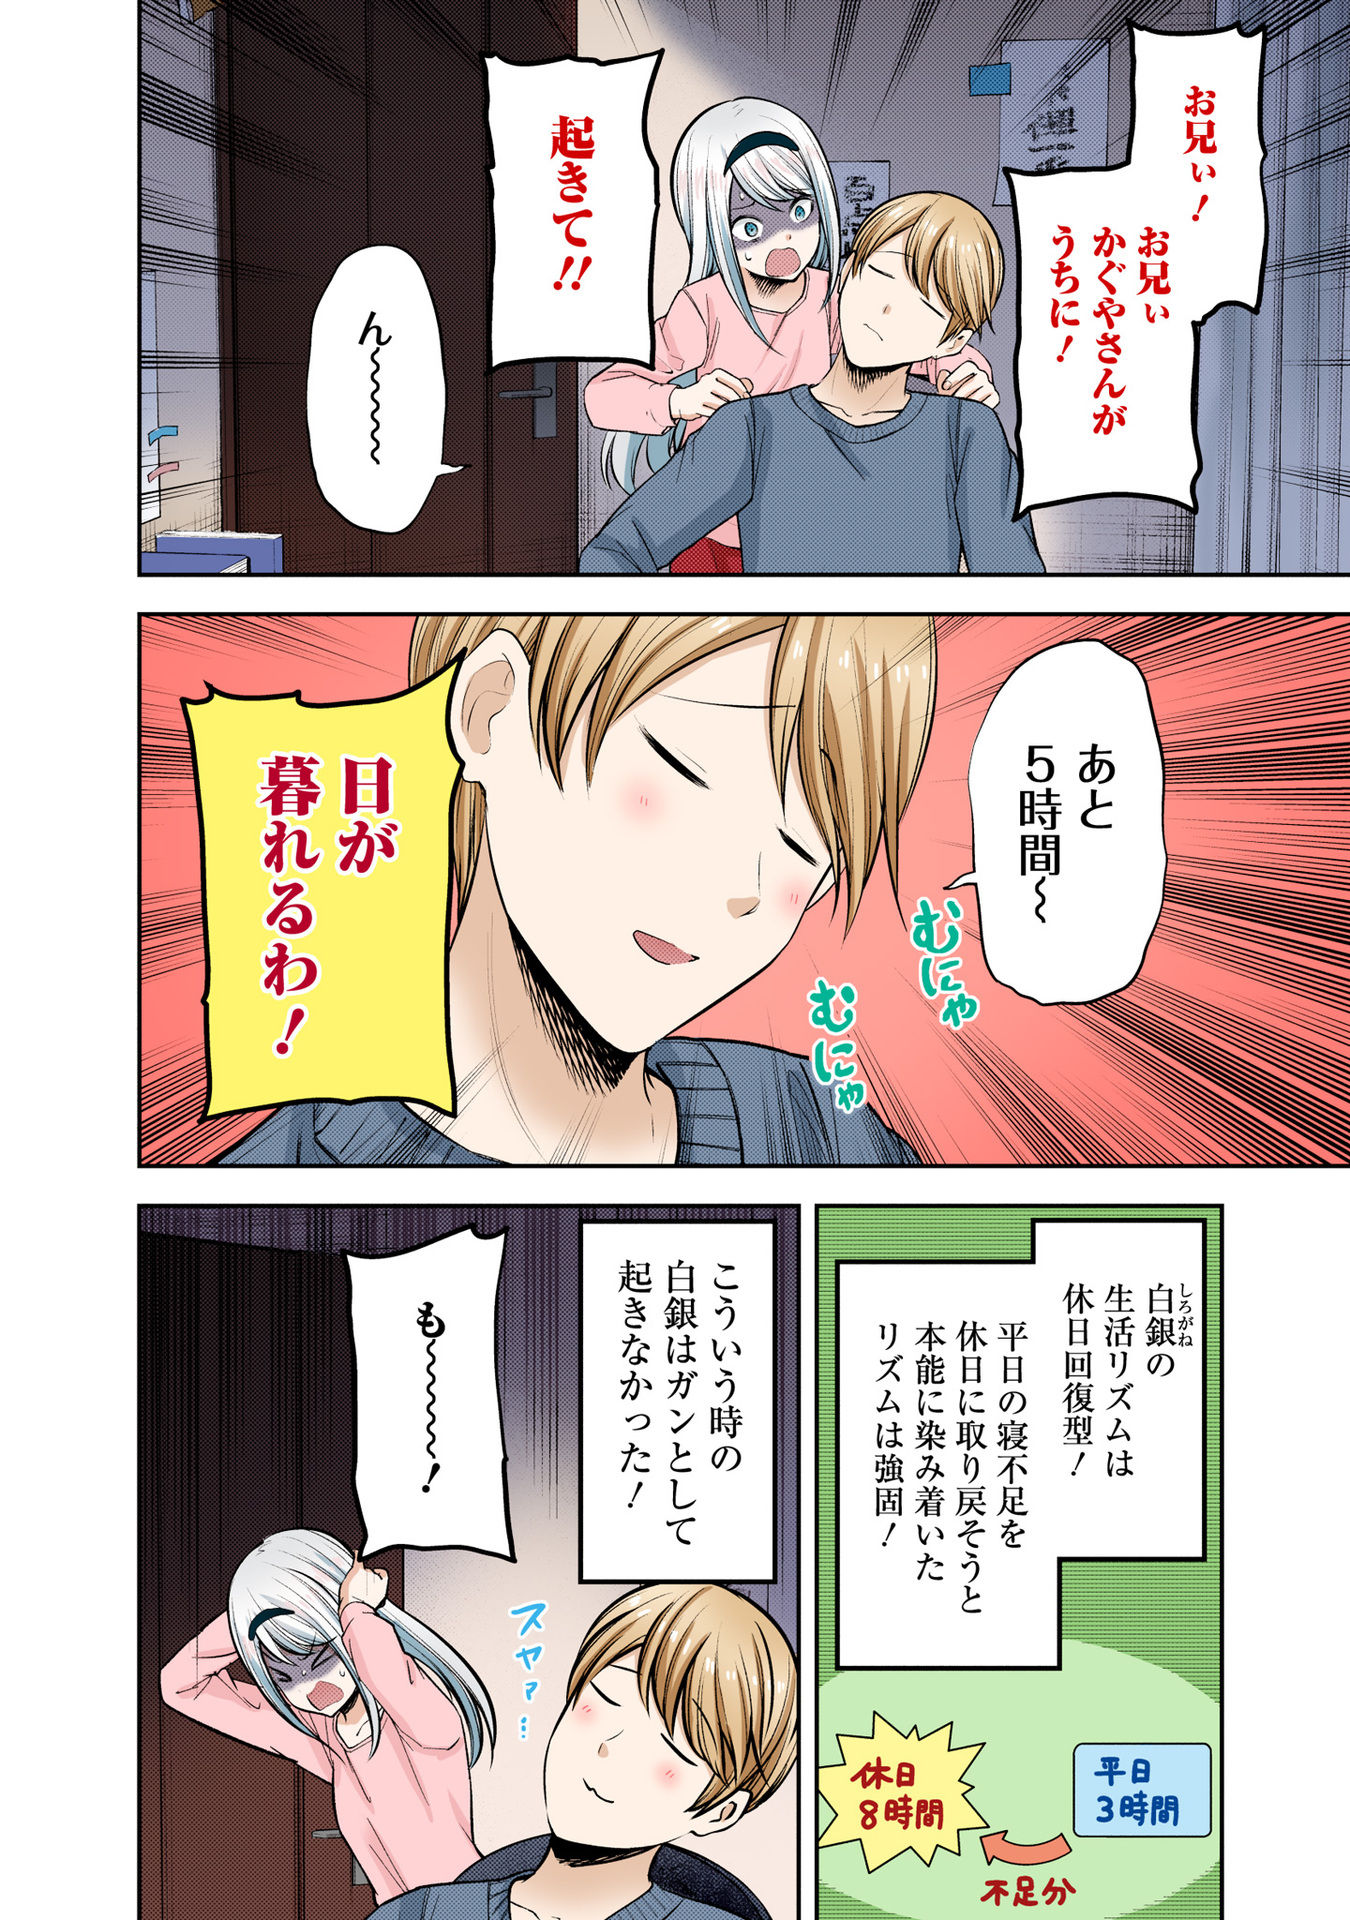 お兄ぃ!
お兄ぃ
かぐやさんが
うちに!
起きて!!
ん〜〜〜〜
あと
5時間〜
むにゃ
むにゃ
日が
暮れるわ!
白銀の
しろがね
生活リズムは
休日回復型!
平日の寝不足を
休日に取り戻そうと
本能に染み着いた
リズムは強固!
平日
3時間
不足分
休日
8時間
こういう時の
白銀はガンとして
起きなかった!
も〜〜〜〜!
スヤァ…